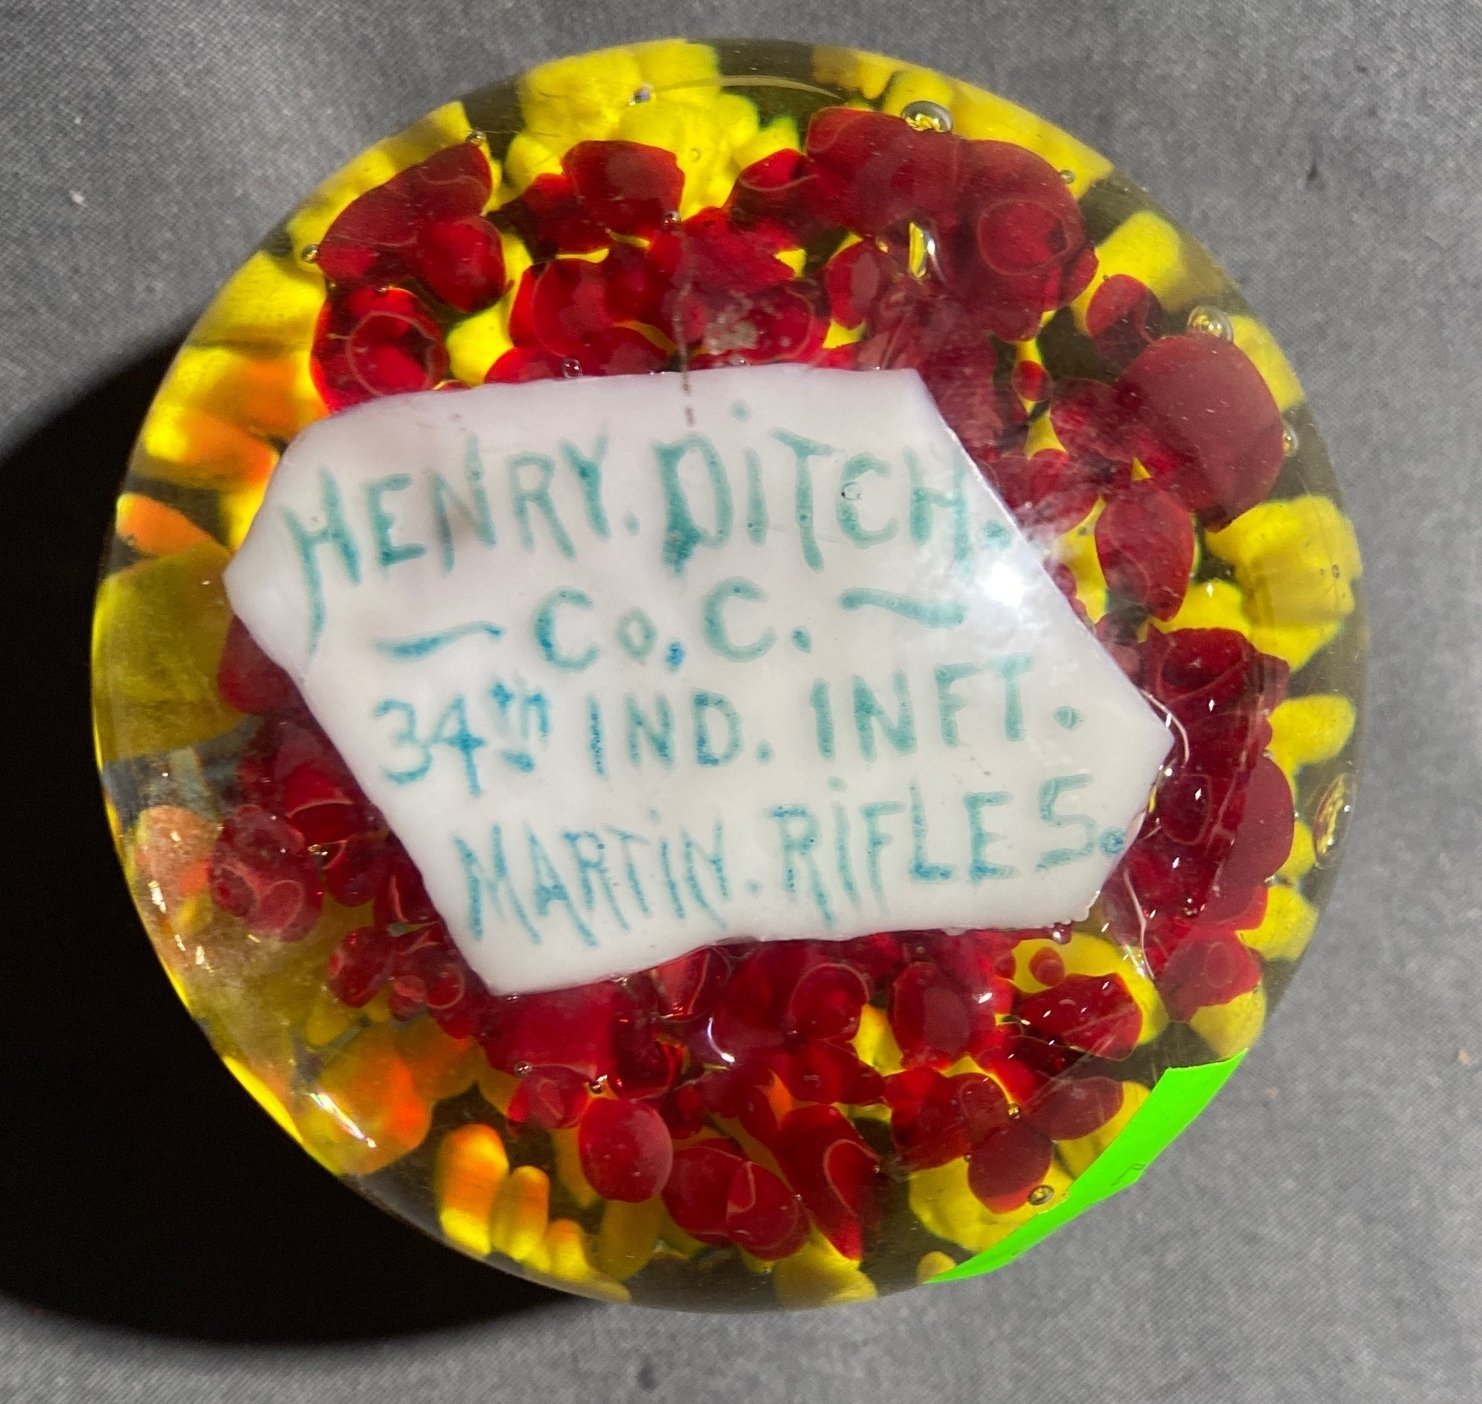 HENRY. DiTCH.
— Co. C. —
34th IND. INFT.
MARTiN. RiFLES.